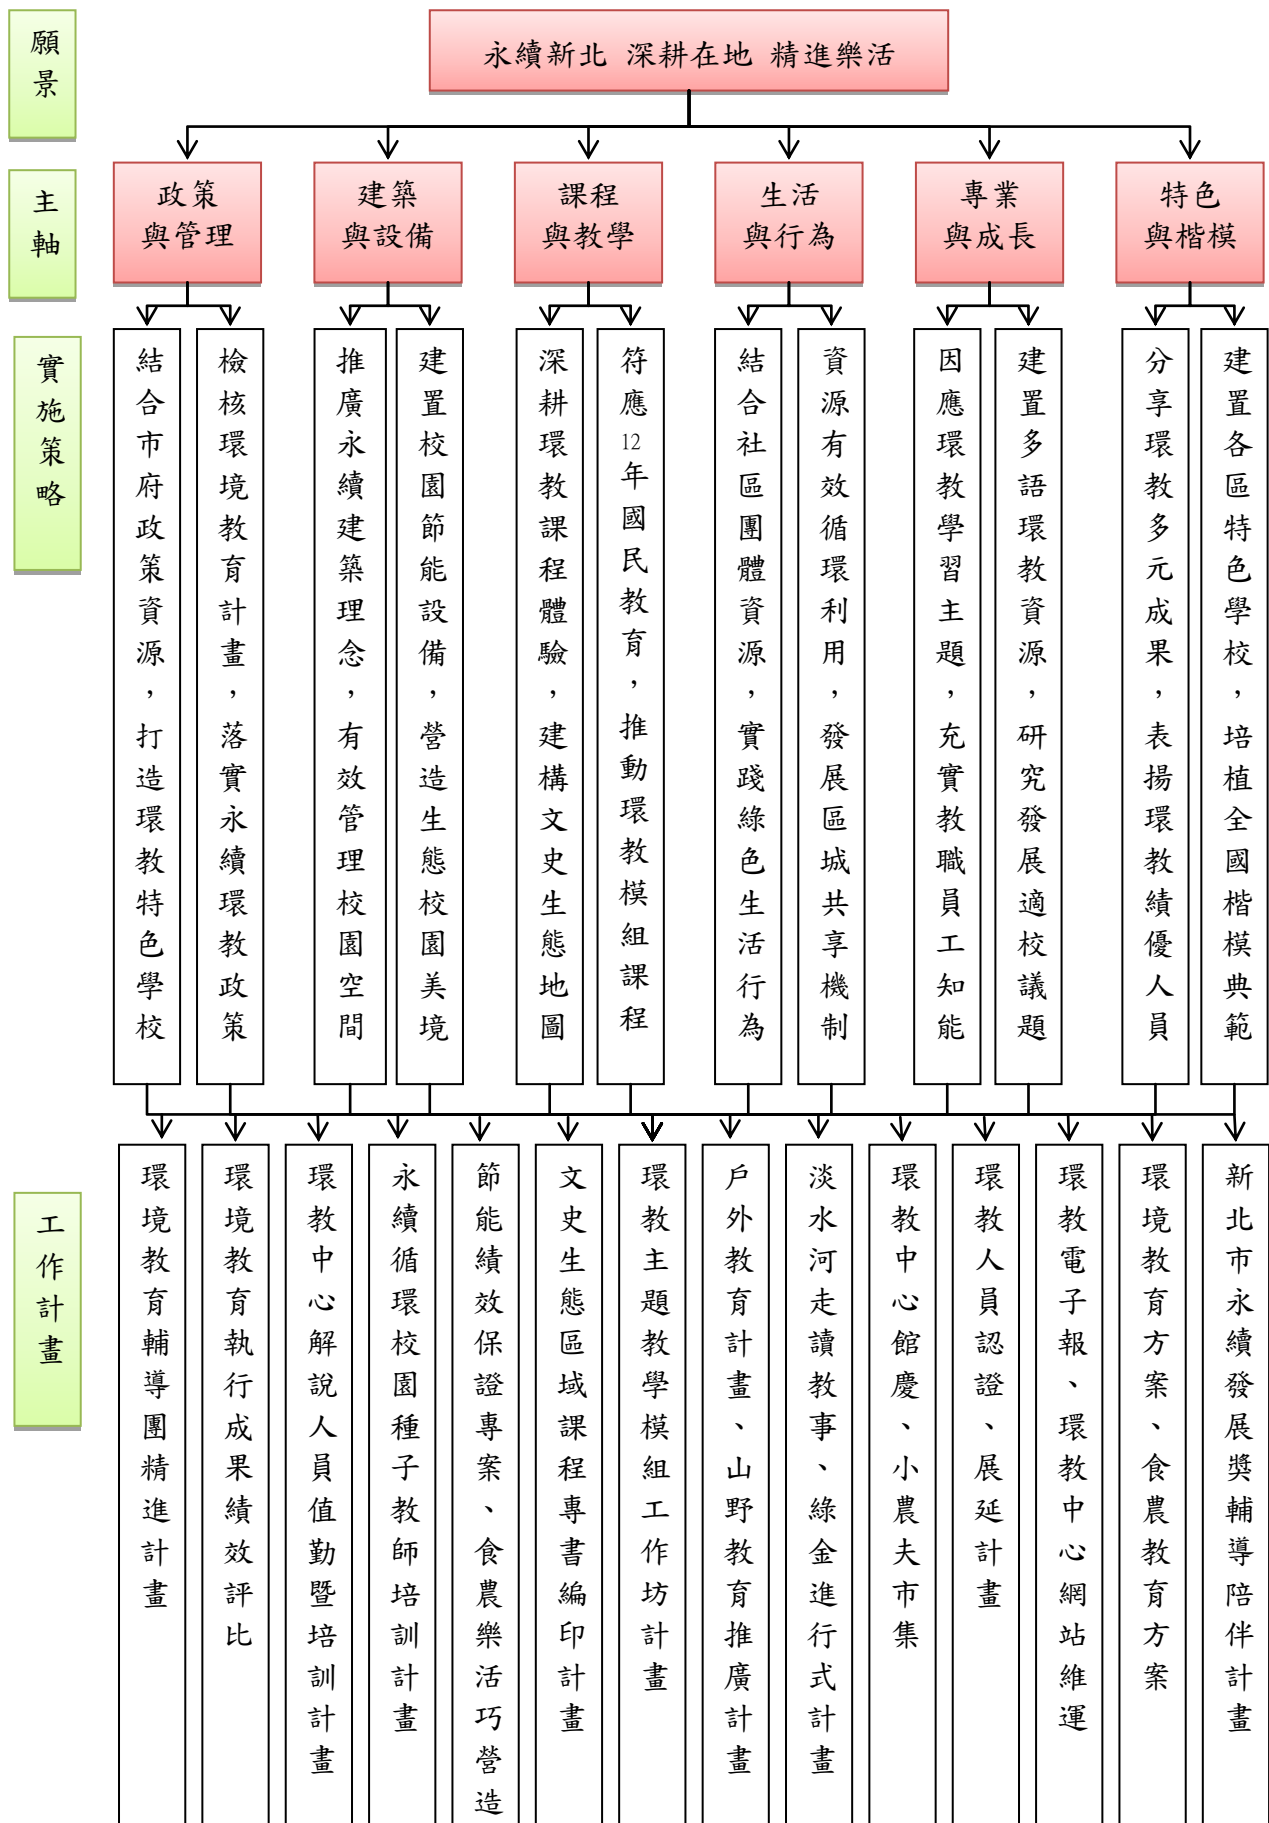 願景
永續新北 深耕在地 精進樂活
主軸
政策
與管理
建築
與設備
課程
與教學
生活
與行為
專業
與成長
特色
與楷模
實施策略
結合市府政策資源，打造環教特色學校
檢核環境教育計畫，落實永續環教政策
推廣永續建築理念，有效管理校園空間
建置校園節能設備，營造生態校園美境
深耕環教課程體驗，建構文史生態地圖
符應12年國民教育，推動環教模組課程
結合社區團體資源，實踐綠色生活行為
資源有效循環利用，發展區城共享機制
因應環教學習主題，充實教職員工知能
建置多語環教資源，研究發展適校議題
分享環教多元成果，表揚環教績優人員
建置各區特色學校，培植全國楷模典範
工作計畫
環境教育輔導團精進計畫
環境教育執行成果績效評比
環教中心解說人員值勤暨培訓計畫
永續循環校園種子教師培訓計畫
節能績效保證專案、食農樂活巧營造
文史生態區域課程專書編印計畫
環教主題教學模組工作坊計畫
戶外教育計畫、山野教育推廣計畫
淡水河走讀教事、綠金進行式計畫
環教中心館慶、小農夫市集
環教人員認證、展延計畫
環教電子報、環教中心網站維運
環境教育方案、食農教育方案
新北市永續發展獎輔導陪伴計畫